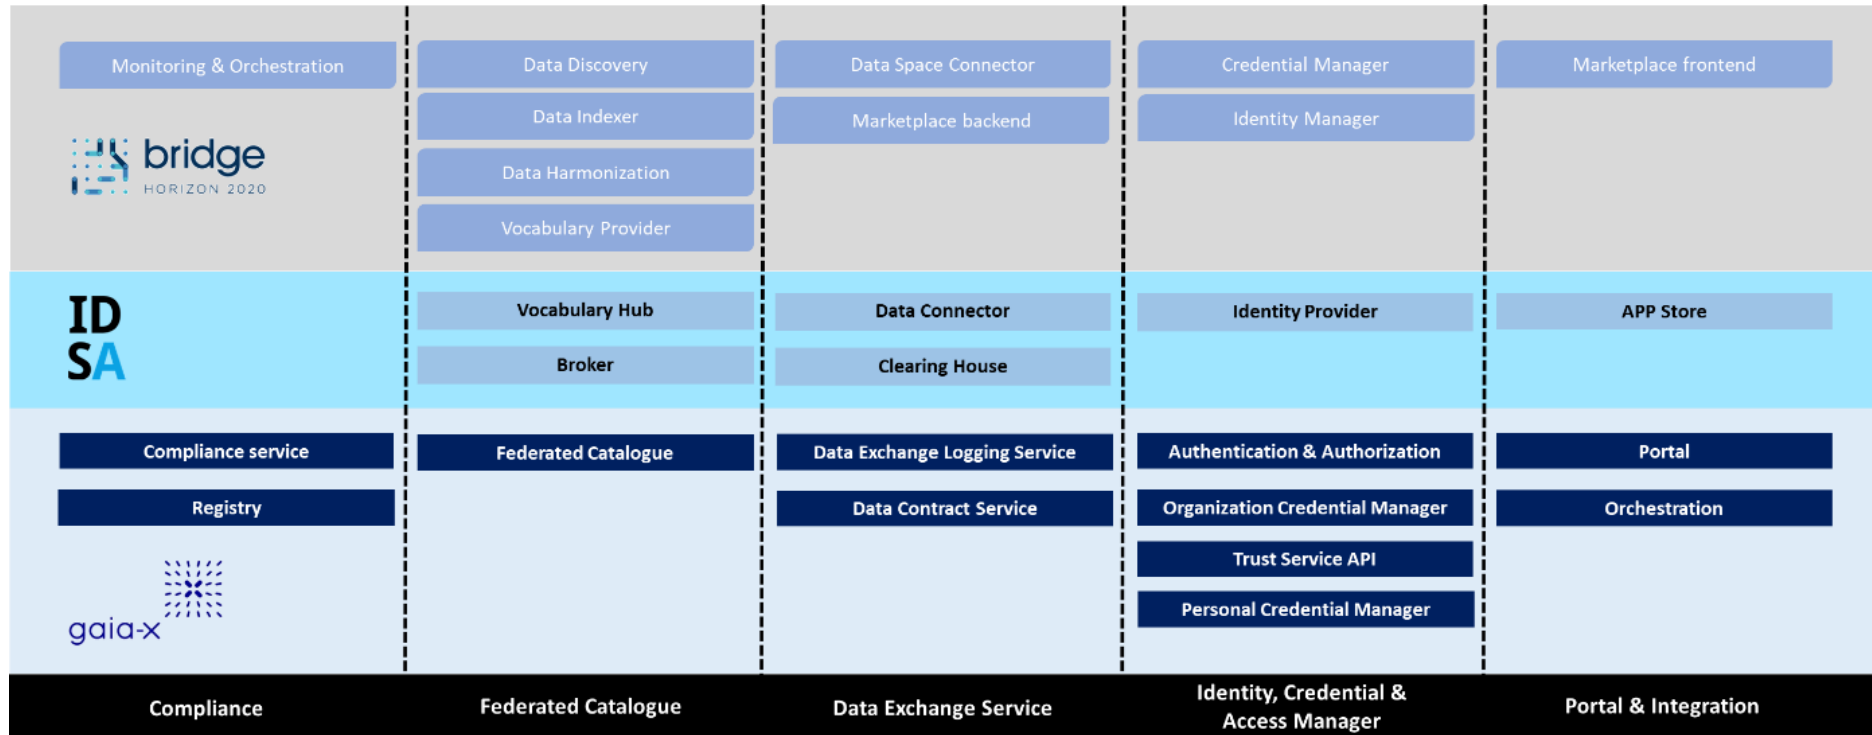 Monitoring & Orchestration
Data Discovery
Data Space Connector
Credential Manager
Marketplace frontend
Data Indexer
Marketplace backend
Identity Manager
bridge
HORIZON 2020
Data Harmonization
Vocabulary Provider
ID
SA
Vocabulary Hub
Data Connector
Identity Provider
APP Store
Broker
Clearing House
Compliance service
Federated Catalogue
Data Exchange Logging Service
Authentication & Authorization
Portal
Registry
Data Contract Service
Organization Credential Manager
Orchestration
Trust Service API
Personal Credential Manager
gaia-x
Compliance
Federated Catalogue
Data Exchange Service
Identity, Credential &
Access Manager
Portal & Integration